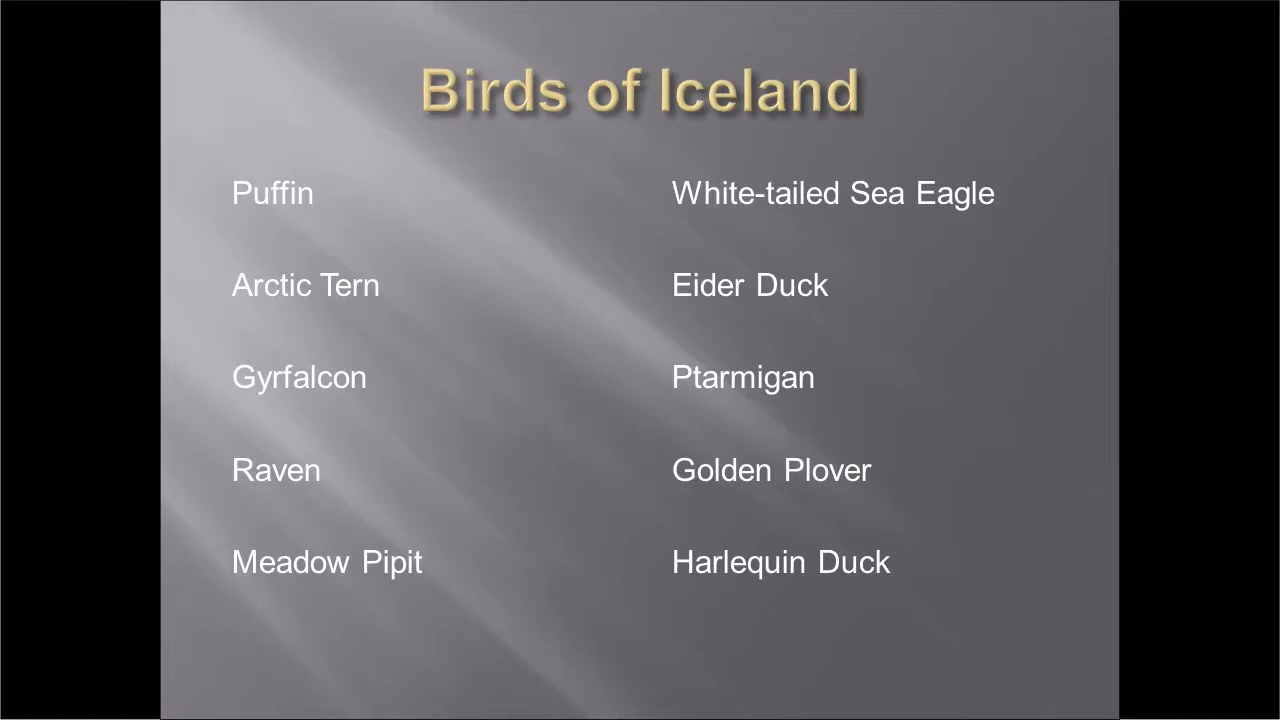 Birds of Iceland
Puffin
Arctic Tern
Gyrfalcon
Raven
Meadow Pipit
White-tailed Sea Eagle
Eider Duck
Ptarmigan
Golden Plover
Harlequin Duck